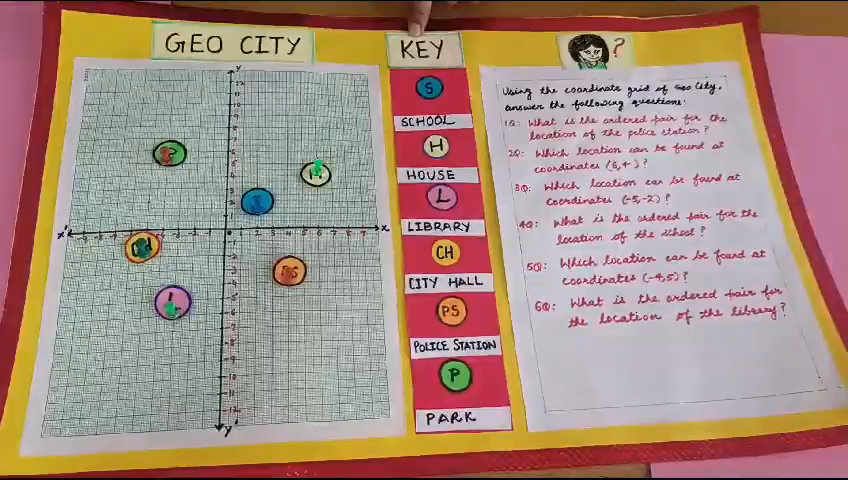 GEO CITY
KEY
?
S
SCHOOL
H
HOUSE
L
LIBRARY
CH
CITY HALL
PS
POLICE STATION
P
PARK
Using the coordinate grid of Geo City,
answer the following questions:
1Q: What is the ordered pair for the
location of the police station?
2Q: Which location can be found at
coordinates (6,4)?
3Q: Which location can be found at
coordinates (-5,-2)?
4Q: What is the ordered pair for the
location of the school?
5Q: Which location can be found at
coordinates (-4,5)?
6Q: What is the ordered pair for
the location of the library?
Y
X'
X
Y'